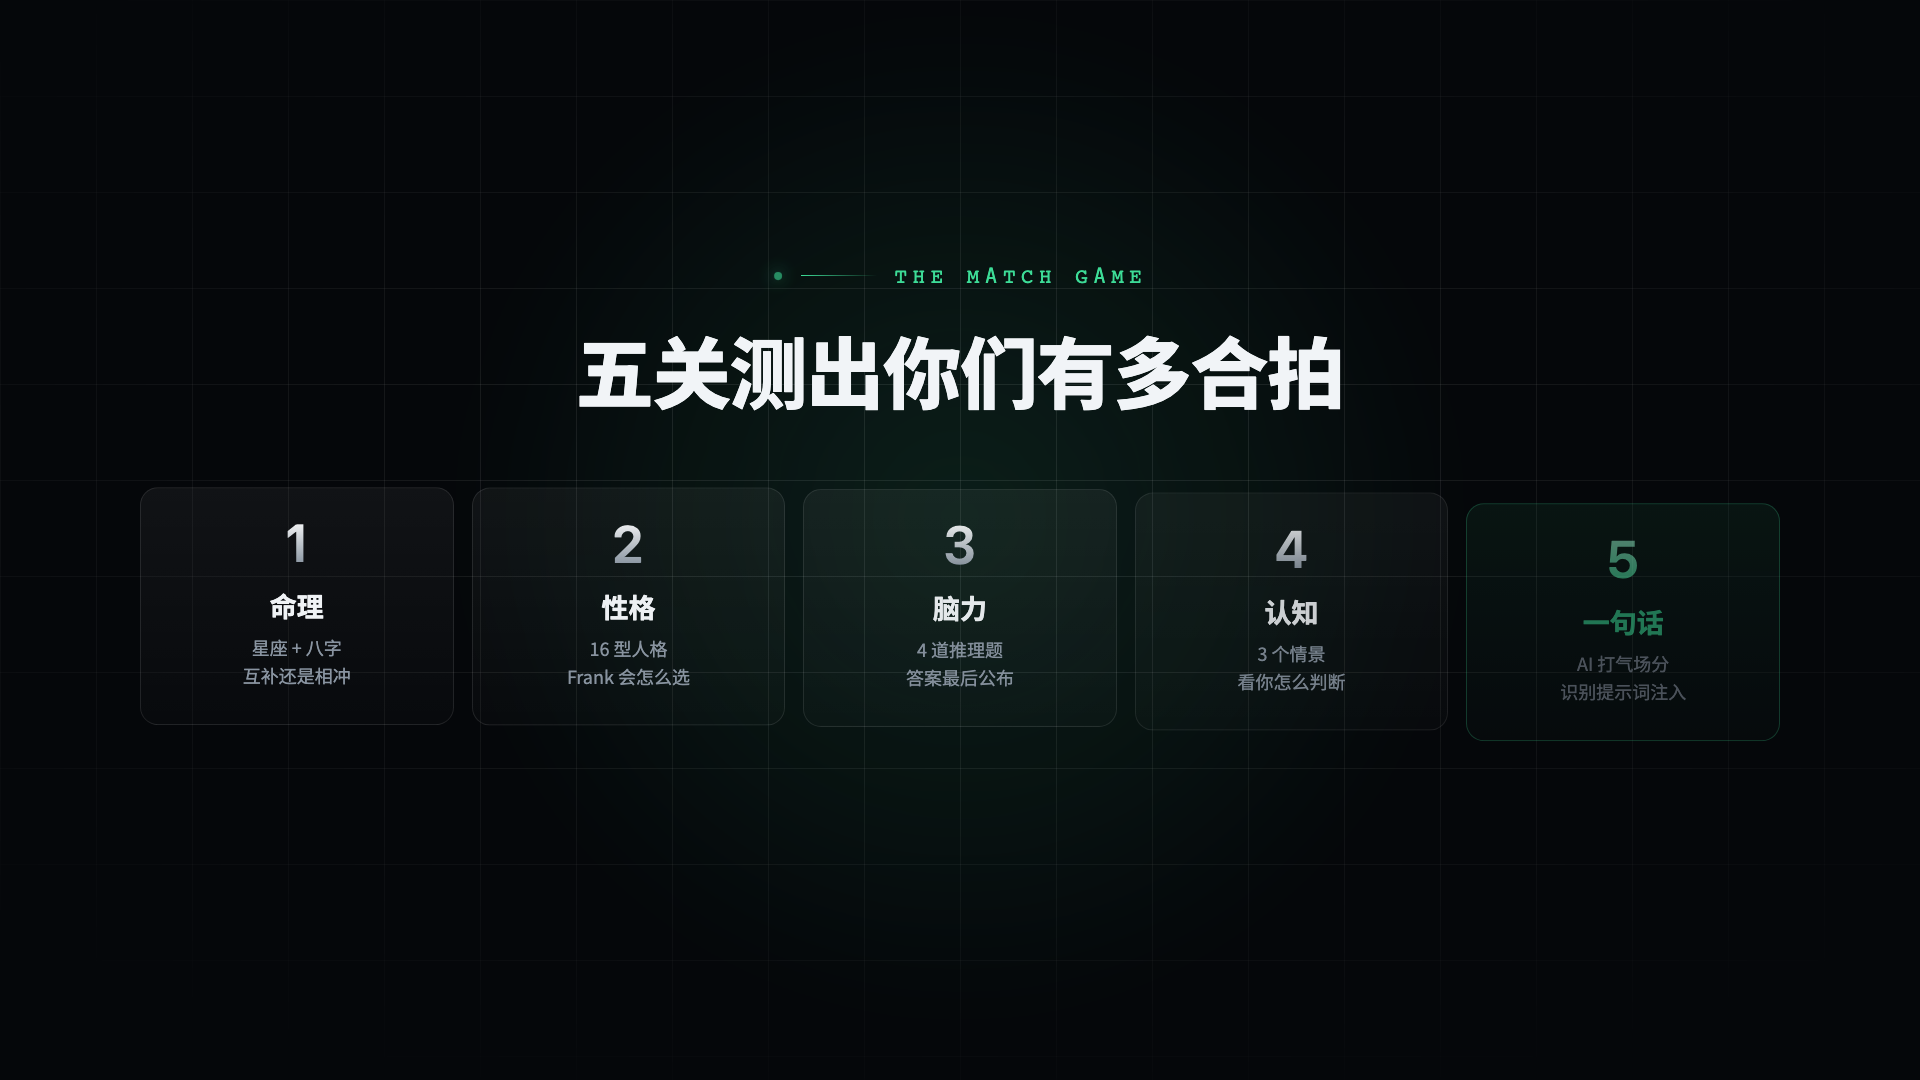 THE MATCH GAME
五关测出你们有多合拍
1
命理
星座 + 八字
互补还是相冲
2
性格
16 型人格
Frank 会怎么选
3
脑力
4 道推理题
答案最后公布
4
认知
3 个情景
看你怎么判断
5
一句话
AI 打气场分
识别提示词注入